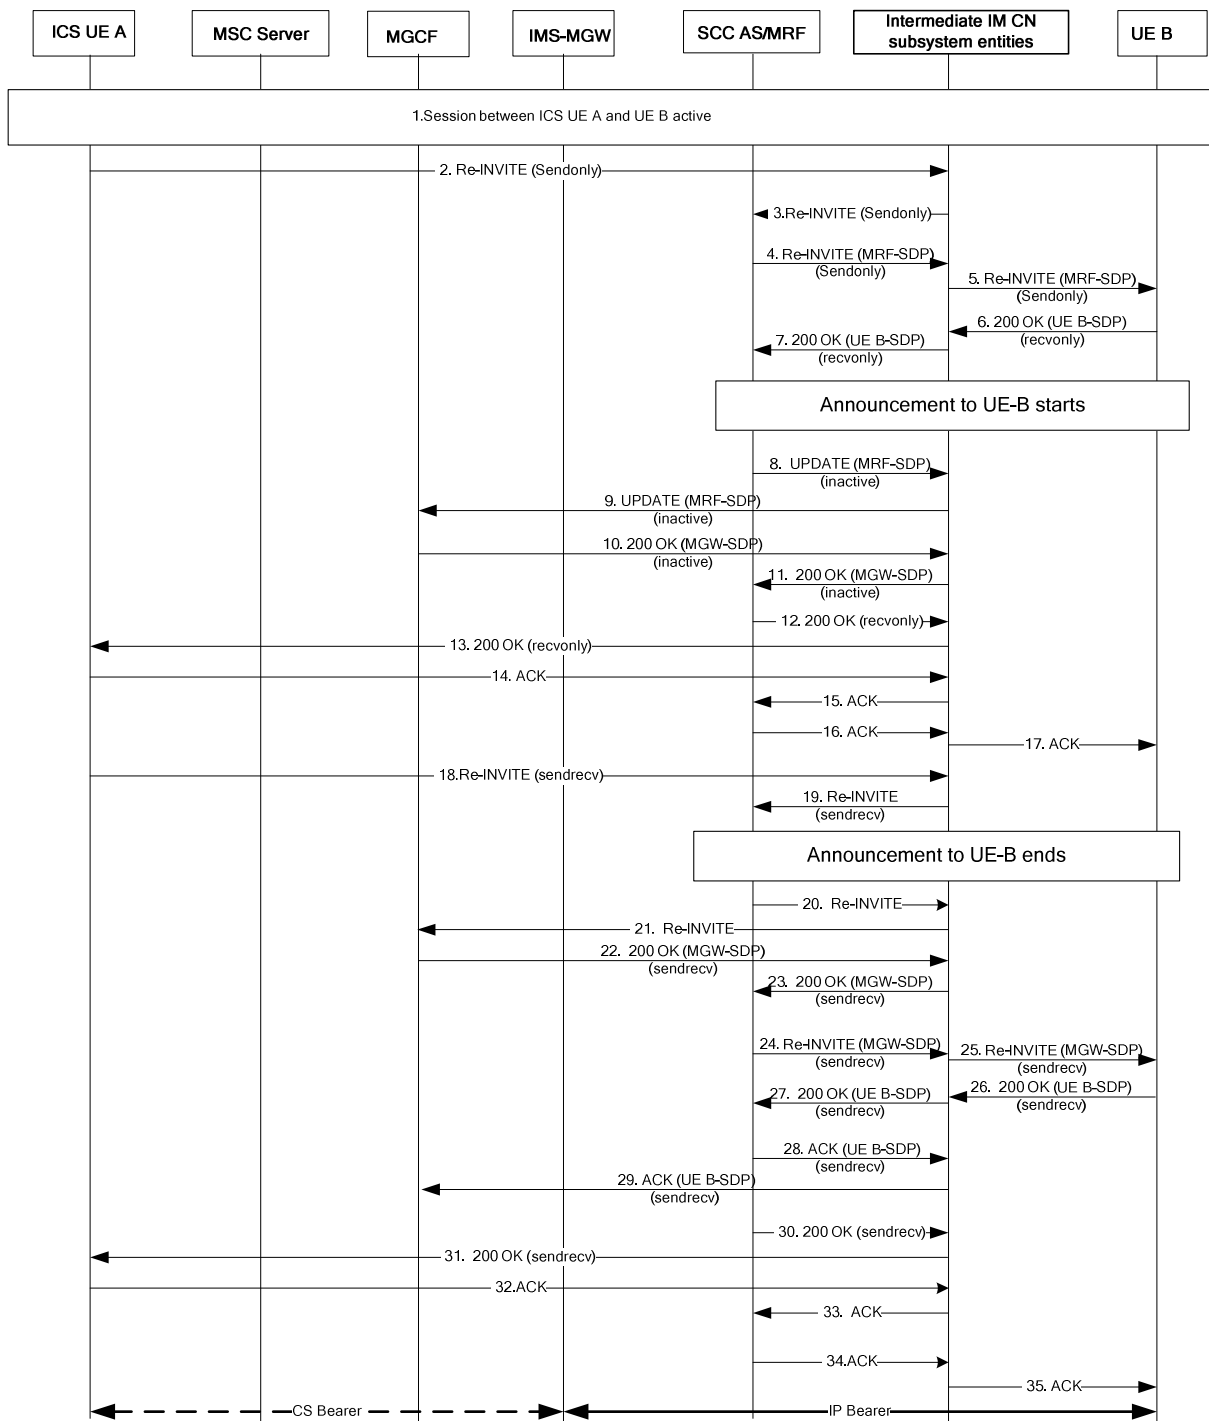 ICS UE A
MSC Server
MGCF
IMS-MGW
SCC AS/MRF
Intermediate IM CN
subsystem entities
UE B
1.Session between ICS UE A and UE B active
2. Re-INVITE (Sendonly)
3.Re-INVITE (Sendonly)
4. Re-INVITE (MRF-SDP)
(Sendonly)
5. Re-INVITE (MRF-SDP)
(Sendonly)
6. 200 OK (UE B-SDP)
(recvonly)
7. 200 OK (UE B-SDP)
(recvonly)
Announcement to UE-B starts
8. UPDATE (MRF-SDP)
(inactive)
9. UPDATE (MRF-SDP)
(inactive)
10. 200 OK (MGW-SDP)
(inactive)
11. 200 OK (MGW-SDP)
(inactive)
12. 200 OK (recvonly)
13. 200 OK (recvonly)
14. ACK
15. ACK
16. ACK
17. ACK
18.Re-INVITE (sendrecv)
19. Re-INVITE
(sendrecv)
Announcement to UE-B ends
20. Re-INVITE
21. Re-INVITE
22. 200 OK (MGW-SDP)
(sendrecv)
23. 200 OK (MGW-SDP)
(sendrecv)
24. Re-INVITE (MGW-SDP)
(sendrecv)
25. Re-INVITE (MGW-SDP)
(sendrecv)
26. 200 OK (UE B-SDP)
(sendrecv)
27. 200 OK (UE B-SDP)
(sendrecv)
28. ACK (UE B-SDP)
(sendrecv)
29. ACK (UE B-SDP)
(sendrecv)
30. 200 OK (sendrecv)
31. 200 OK (sendrecv)
32.ACK
33. ACK
34.ACK
35. ACK
CS Bearer
IP Bearer